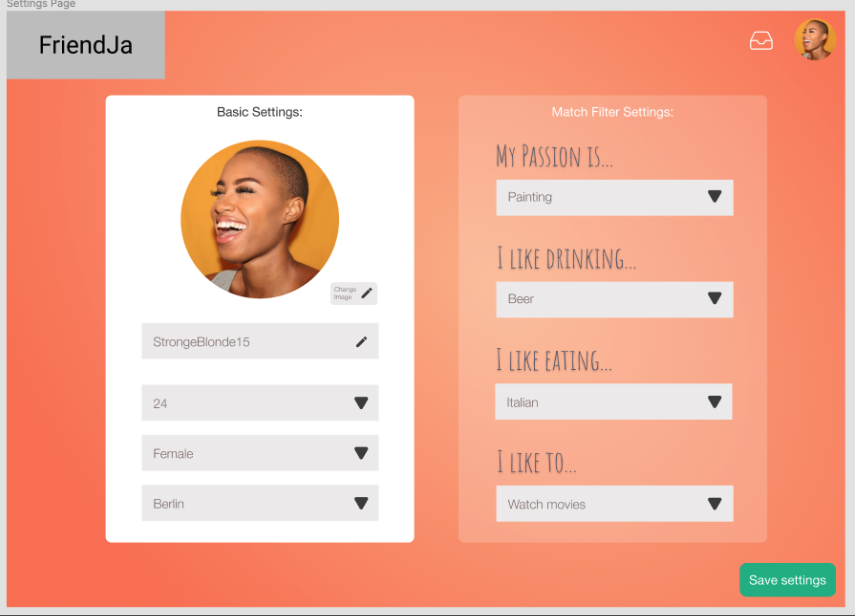 Settings Page
FriendJa
Basic Settings:
Change
Image
StrongeBlonde15
24
Female
Berlin
Match Filter Settings:
My Passion is...
Painting
I like drinking...
Beer
I like eating...
Italian
I like to...
Watch movies
Save settings